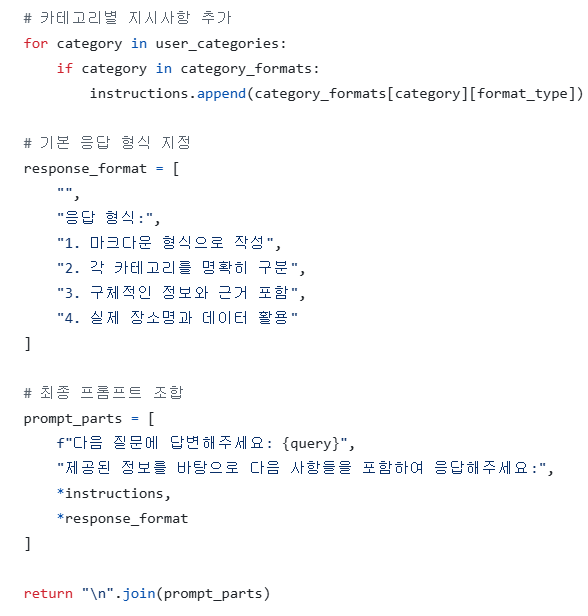 # 카테고리별 지시사항 추가
for category in user_categories:
    if category in category_formats:
        instructions.append(category_formats[category][format_type])

# 기본 응답 형식 지정
response_format = [
    "",
    "응답 형식:",
    "1. 마크다운 형식으로 작성",
    "2. 각 카테고리를 명확히 구분",
    "3. 구체적인 정보와 근거 포함",
    "4. 실제 장소명과 데이터 활용"
]

# 최종 프롬프트 조합
prompt_parts = [
    f"다음 질문에 답변해주세요: {query}",
    "제공된 정보를 바탕으로 다음 사항들을 포함하여 응답해주세요:",
    *instructions,
    *response_format
]

return "\n".join(prompt_parts)